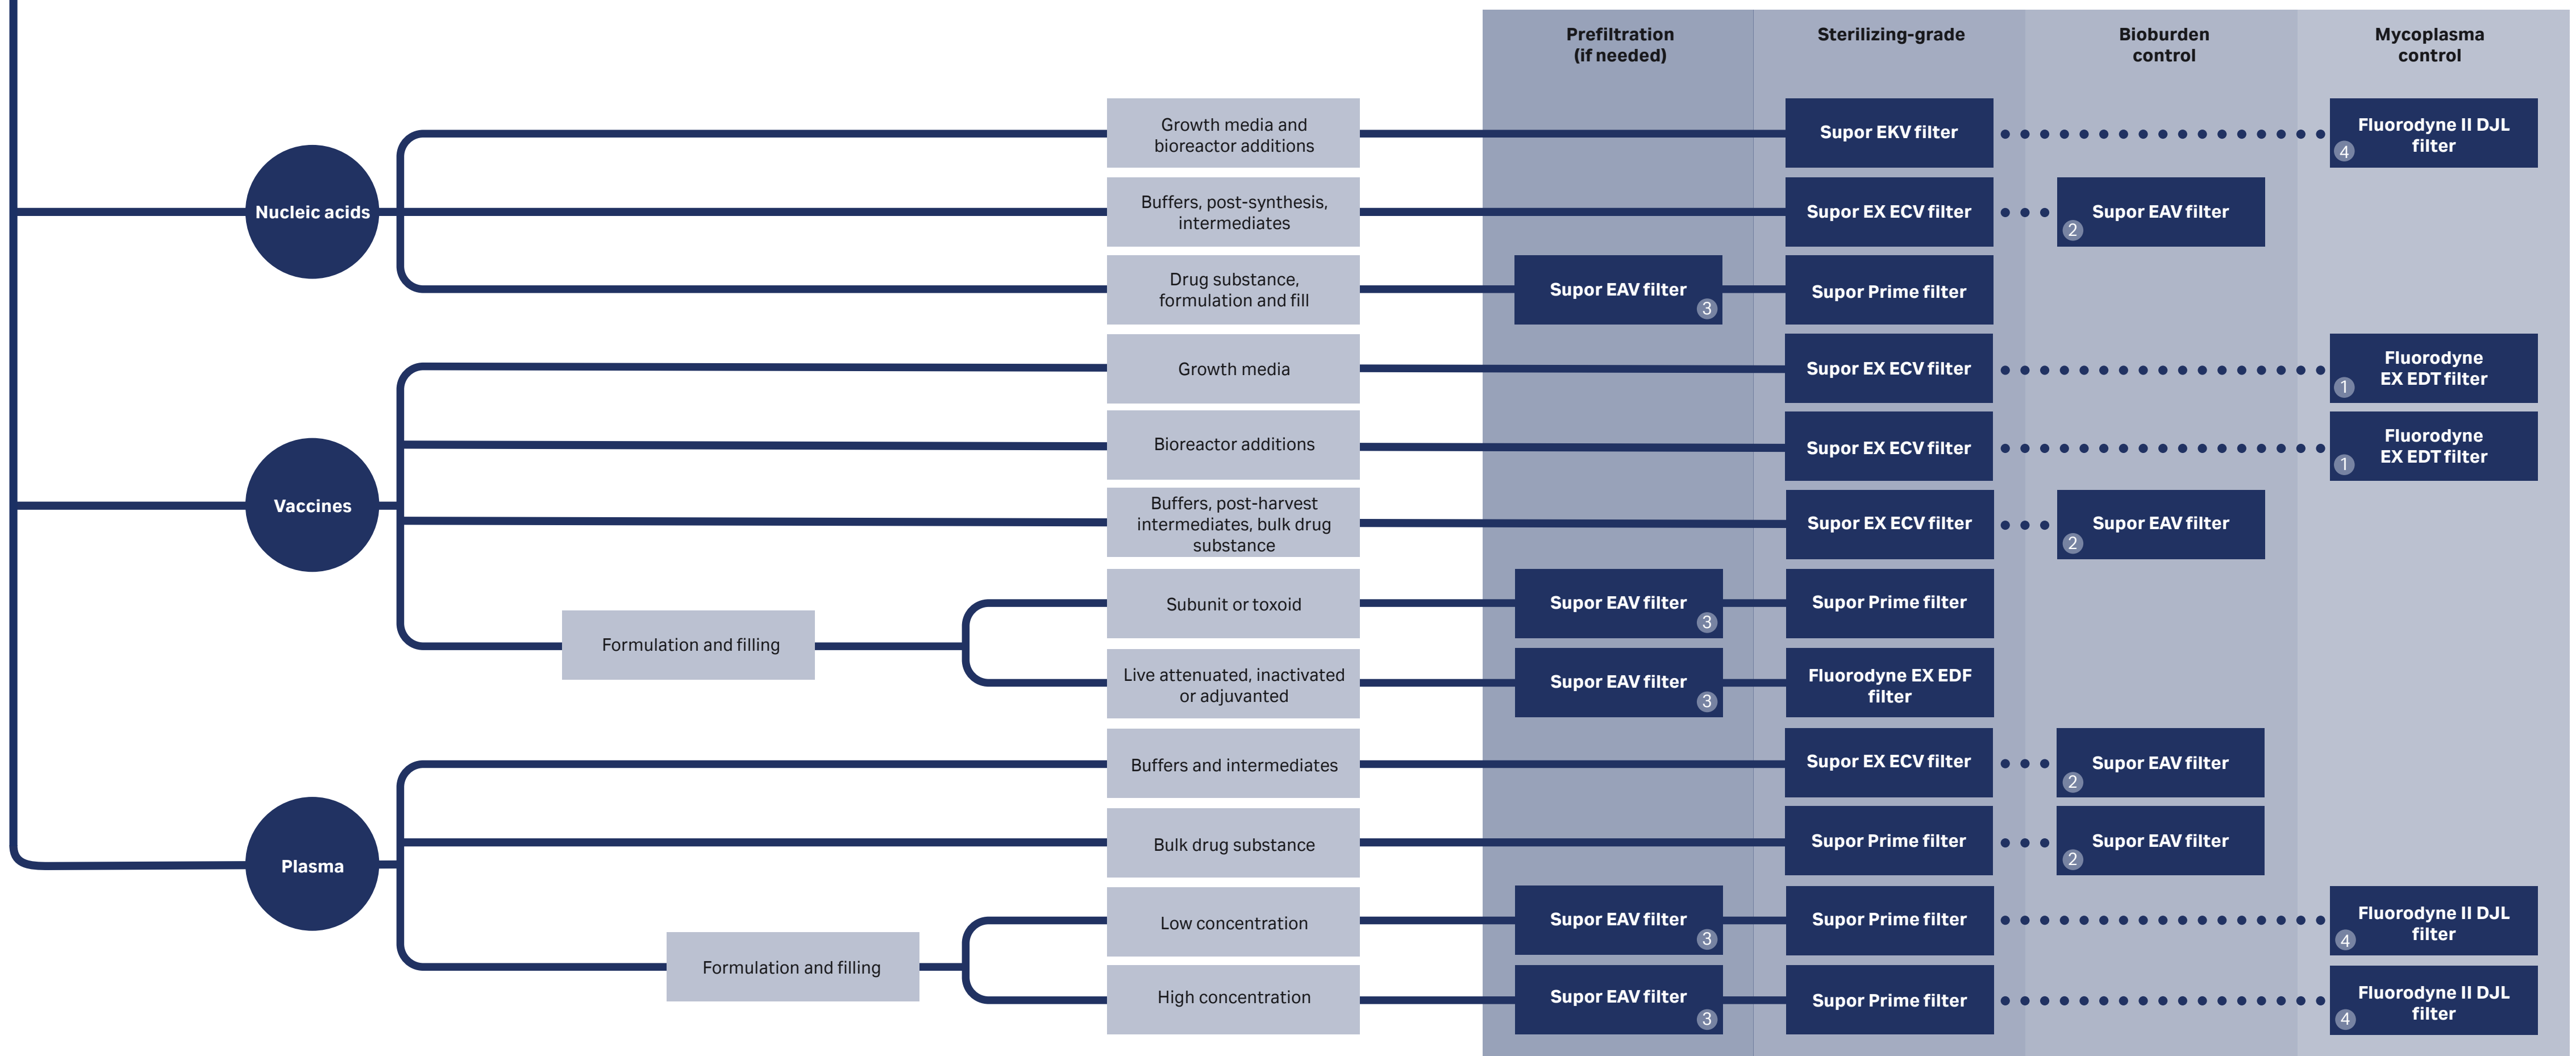 Prefiltration
(if needed)
Sterilizing-grade
Bioburden
control
Mycoplasma
control
Nucleic acids
Growth media and
bioreactor additions
Supor EKV filter
Fluorodyne II DJL
filter
4
Buffers, post-synthesis,
intermediates
Supor EX ECV filter
Supor EAV filter
2
Drug substance,
formulation and fill
Supor EAV filter
3
Supor Prime filter
Vaccines
Growth media
Supor EX ECV filter
Fluorodyne
EX EDT filter
1
Bioreactor additions
Supor EX ECV filter
Fluorodyne
EX EDT filter
1
Buffers, post-harvest
intermediates, bulk drug
substance
Supor EX ECV filter
Supor EAV filter
2
Formulation and filling
Subunit or toxoid
Supor EAV filter
3
Supor Prime filter
Live attenuated, inactivated
or adjuvanted
Supor EAV filter
3
Fluorodyne EX EDF
filter
Plasma
Buffers and intermediates
Supor EX ECV filter
Supor EAV filter
2
Bulk drug substance
Supor Prime filter
Supor EAV filter
2
Formulation and filling
Low concentration
Supor EAV filter
3
Supor Prime filter
Fluorodyne II DJL
filter
4
High concentration
Supor EAV filter
3
Supor Prime filter
Fluorodyne II DJL
filter
4